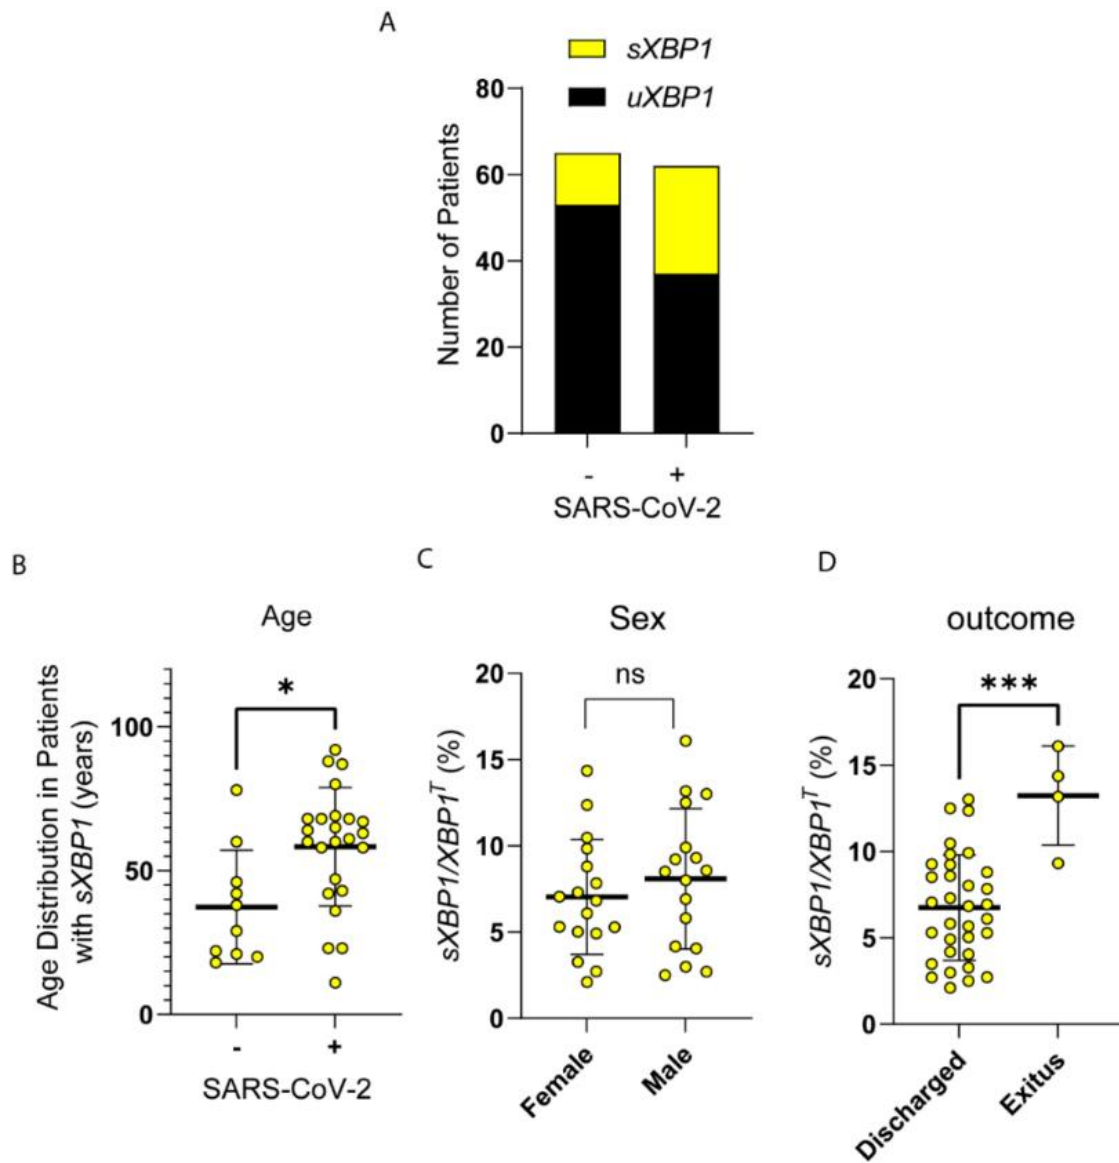 A
sXBP1
uXBP1
Number of Patients
80
60
40
20
0
- +
SARS-CoV-2
B
Age
Age Distribution in Patients
with sXBP1 (years)
*
100
50
0
- +
SARS-CoV-2
C
Sex
sXBP1/XBP1ᵀ (%)
ns
20
15
10
5
0
Female Male
D
outcome
sXBP1/XBP1ᵀ (%)
***
20
15
10
5
0
Discharged Exitus